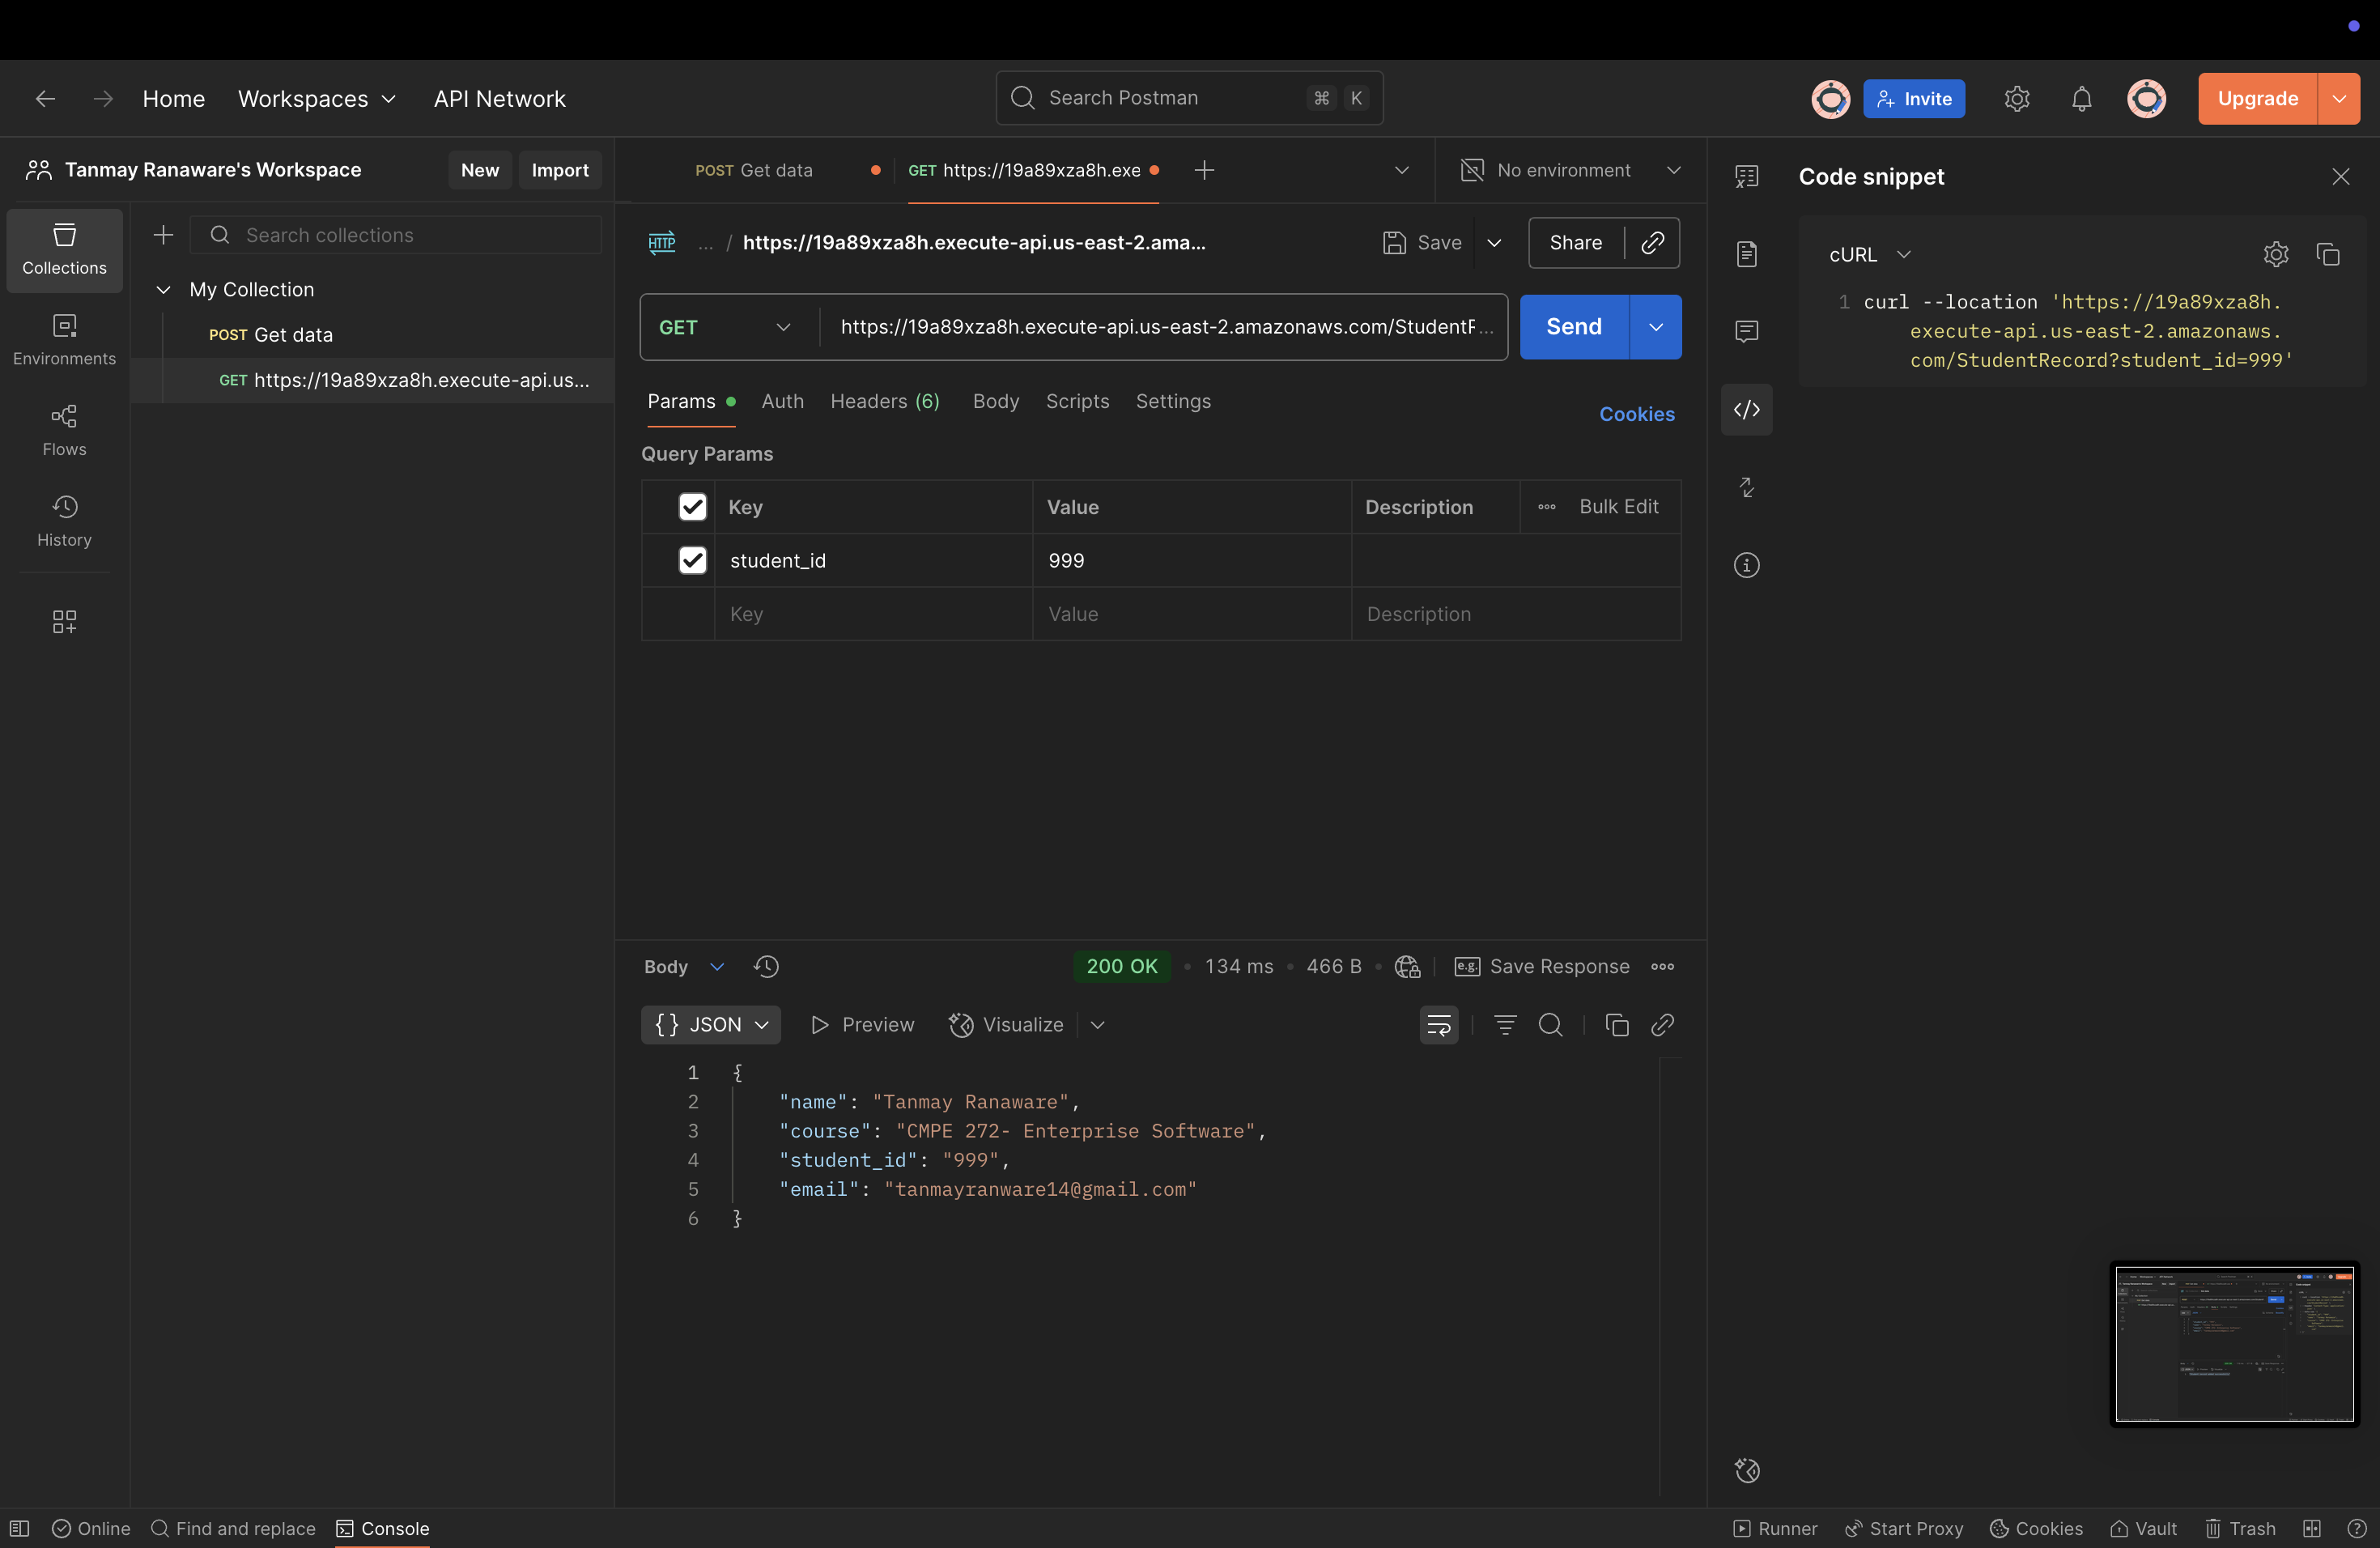 Home Workspaces API Network Search Postman ⌘ K Invite Upgrade
Tanmay Ranaware's Workspace New Import
Collections
Environments
Flows
History
Search collections
My Collection
POST Get data
GET https://19a89xza8h.execute-api.us...
POST Get data GET https://19a89xza8h.exe No environment
HTTP ... / https://19a89xza8h.execute-api.us-east-2.ama... Save Share
GET https://19a89xza8h.execute-api.us-east-2.amazonaws.com/StudentF ... Send
Params Auth Headers (6) Body Scripts Settings Cookies
Query Params
Key Value Description Bulk Edit
student_id 999
Key Value Description
Body 200 OK 134 ms 466 B e.g. Save Response
{} JSON Preview Visualize
1 {
2 "name": "Tanmay Ranaware",
3 "course": "CMPE 272- Enterprise Software",
4 "student_id": "999",
5 "email": "tanmayranware14@gmail.com"
6 }
Code snippet
cURL
1 curl --location 'https://19a89xza8h.
execute-api.us-east-2.amazonaws.
com/StudentRecord?student_id=999'
Online Find and replace Console Runner Start Proxy Cookies Vault Trash